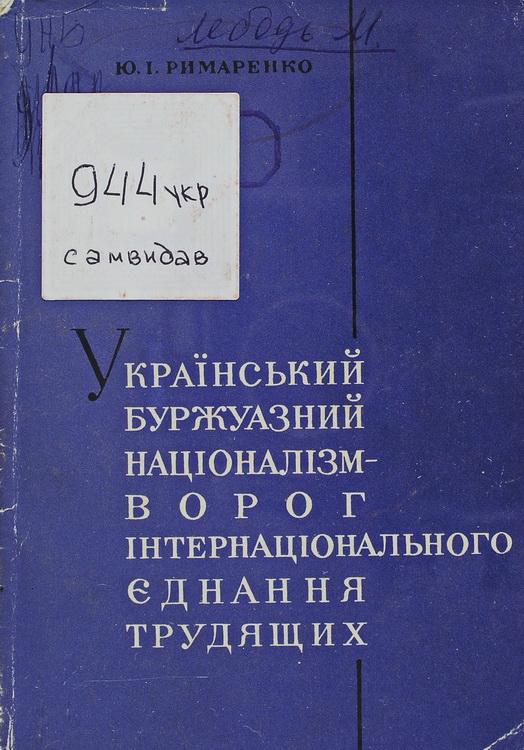 Лебедь М.
Ю. І. РИМАРЕНКО
944 укр
самвидав
УКРАЇНСЬКИЙ
БУРЖУАЗНИЙ
НАЦІОНАЛІЗМ-
ВОРОГ
ІНТЕРНАЦІОНАЛЬНОГО
ЄДНАННЯ
ТРУДЯЩИХ